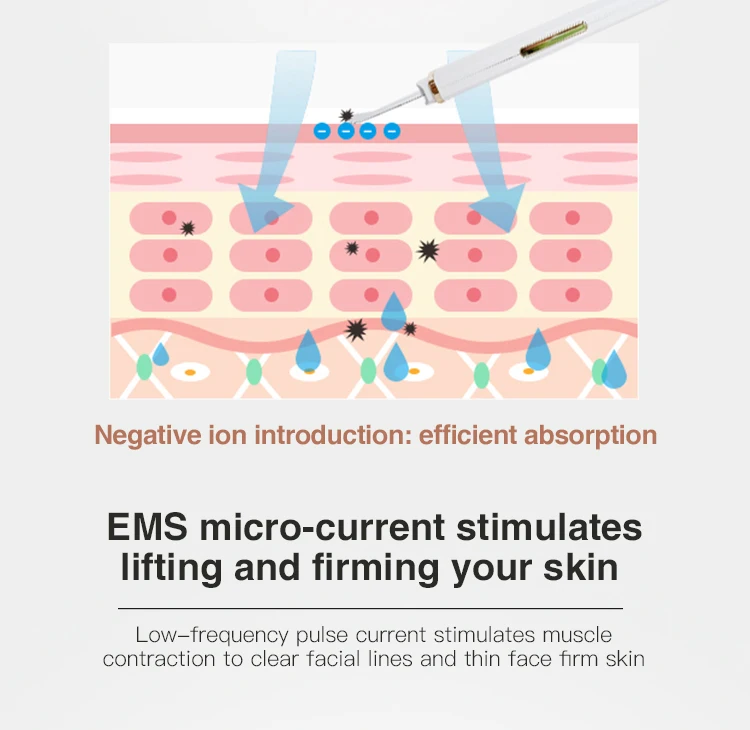 Negative ion introduction: efficient absorption
EMS micro-current stimulates
lifting and firming your skin
Low-frequency pulse current stimulates muscle
contraction to clear facial lines and thin face firm skin